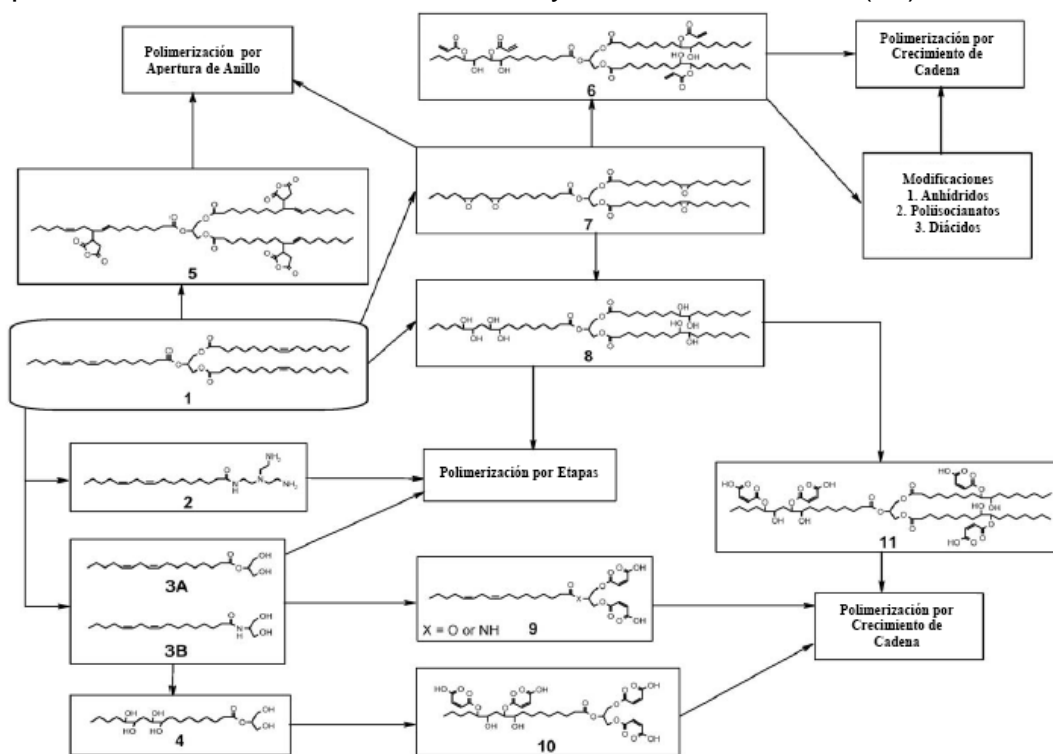 Polimerización por
Apertura de Anillo
6
Polimerización por
Crecimiento de
Cadena
5
7
Modificaciones
1. Anhídridos
2. Poliisocianatos
3. Diácidos
1
8
2
Polimerización por Etapas
3A
3B
X = O or NH
9
11
Polimerización por
Crecimiento de
Cadena
4
10